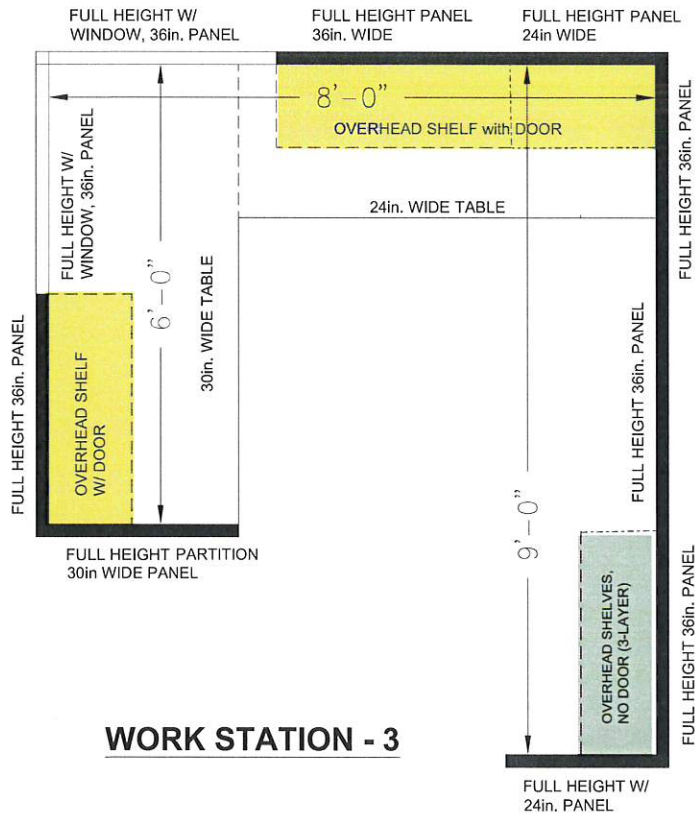 FULL HEIGHT W/
WINDOW, 36in. PANEL
FULL HEIGHT PANEL
36in. WIDE
FULL HEIGHT PANEL
24in WIDE
8'-0"
OVERHEAD SHELF with DOOR
FULL HEIGHT 36in. PANEL
FULL HEIGHT W/
WINDOW, 36in. PANEL
24in. WIDE TABLE
6'-0"
30in. WIDE TABLE
FULL HEIGHT 36in. PANEL
OVERHEAD SHELF
W/ DOOR
FULL HEIGHT 36in. PANEL
9'-0"
FULL HEIGHT PARTITION
30in WIDE PANEL
OVERHEAD SHELVES,
NO DOOR (3-LAYER)
FULL HEIGHT 36in. PANEL
WORK STATION - 3
FULL HEIGHT W/
24in. PANEL